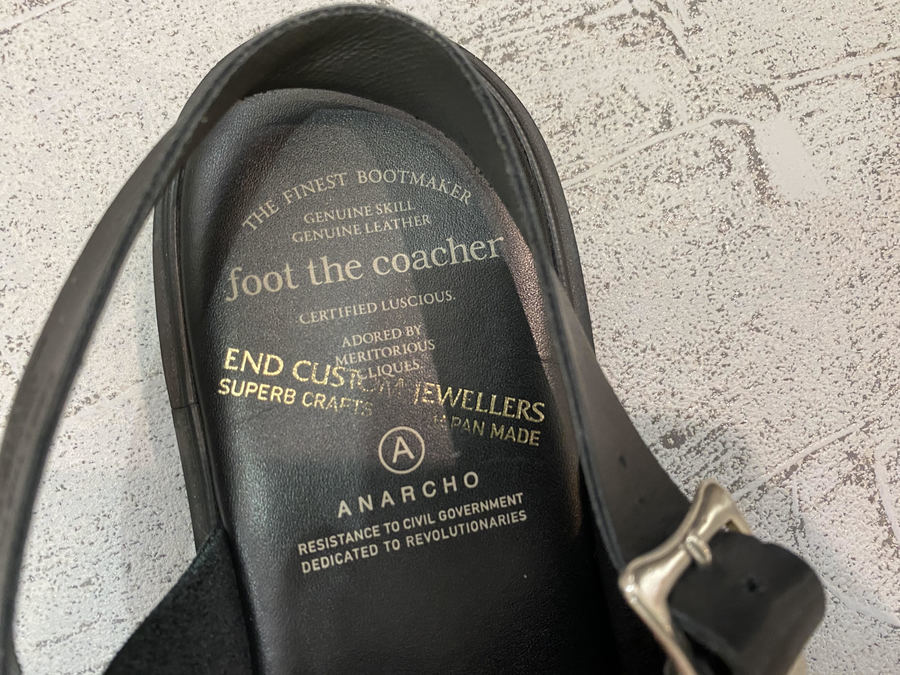 THE FINEST BOOTMAKER
GENUINE SKILL
GENUINE LEATHER
foot the coacher
CERTIFIED LUSCIOUS.
ADORED BY
MERITORIOUS
CLIQUES.
END CUSTOM JEWELLERS
SUPERB CRAFTS JAPAN MADE
A
ANARCHO
RESISTANCE TO CIVIL GOVERNMENT
DEDICATED TO REVOLUTIONARIES